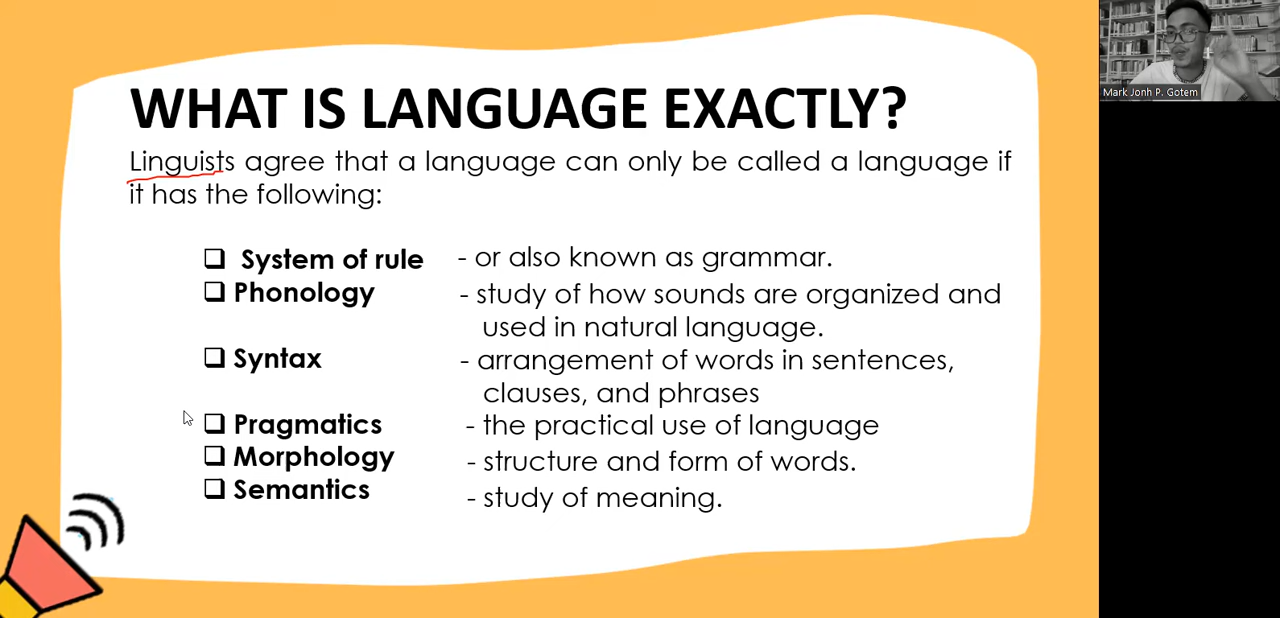 WHAT IS LANGUAGE EXACTLY?
Linguists agree that a language can only be called a language if
it has the following:
System of rule - or also known as grammar.
Phonology - study of how sounds are organized and
used in natural language.
Syntax - arrangement of words in sentences,
clauses, and phrases
Pragmatics - the practical use of language
Morphology - structure and form of words.
Semantics - study of meaning.
Mark Jonh P. Gotem